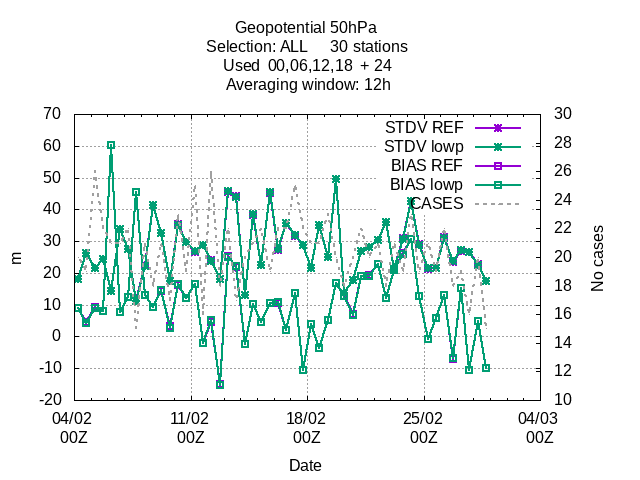 Geopotential 50hPa
Selection: ALL 30 stations
Used 00,06,12,18 + 24
Averaging window: 12h
70 30
60 28
50 26
40 24
30 22
20 20
10 18
0 16
-10 14
-20 12
10
STDV REF
STDV lowp
BIAS REF
BIAS lowp
CASES
m
No cases
04/02 11/02 18/02 25/02 04/03
00Z 00Z 00Z 00Z 00Z
Date